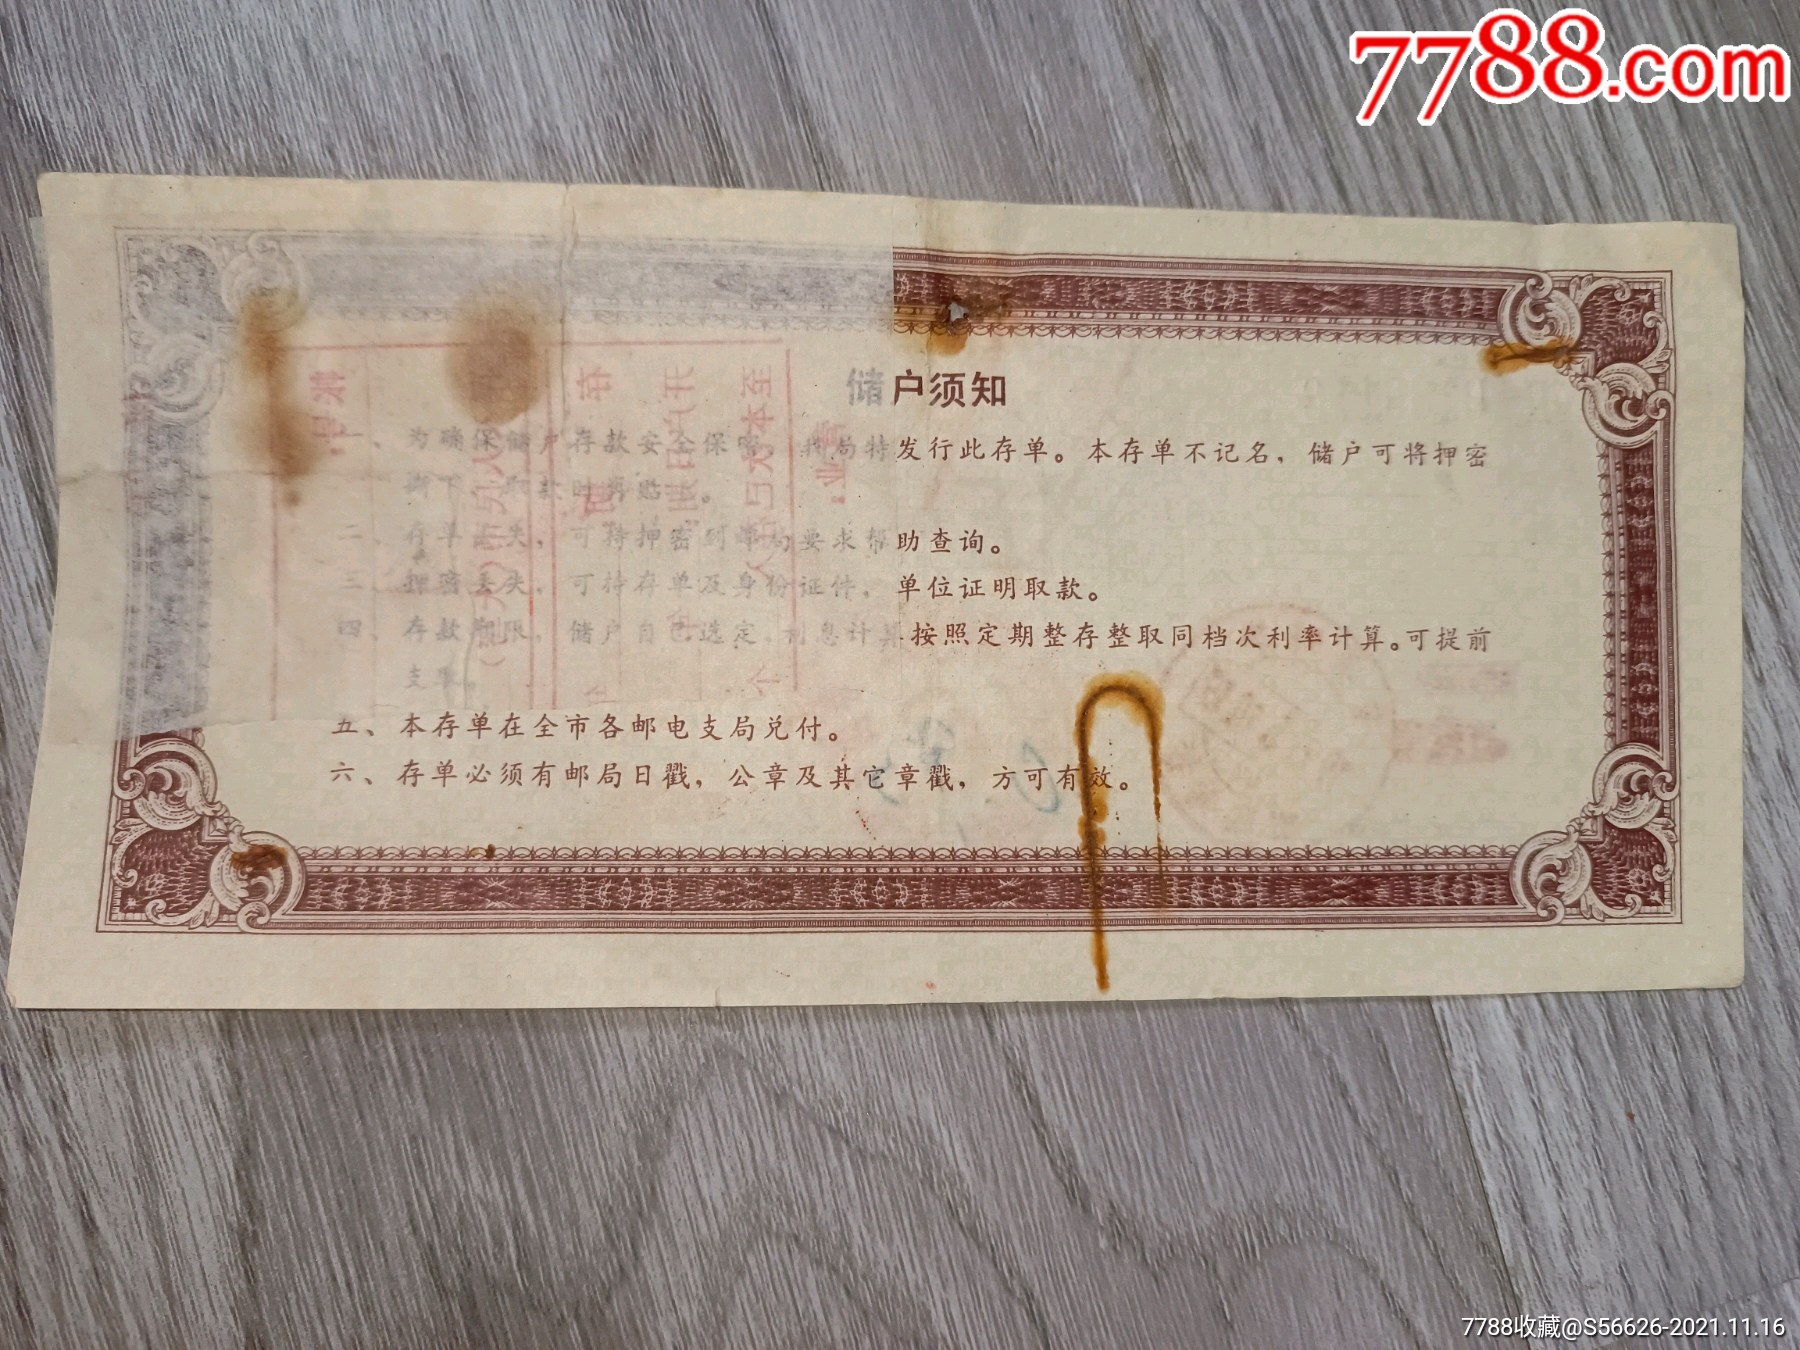 7788.com
储户须知
一、为确保储户存款安全保密，我局特发行此存单。本存单不记名，储户可将押密
撕下，取款时再贴上。
二、存单丢失，可持押密到邮局要求帮助查询。
三、押密丢失，可持存单及身份证件，单位证明取款。
四、存款期限，储户自己选定，利息计算按照定期整存整取同档次利率计算。可提前
支取。
五、本存单在全市各邮电支局兑付。
六、存单必须有邮局日戳，公章及其它章戳，方可有效。
7788收藏@S56626-2021.11.16